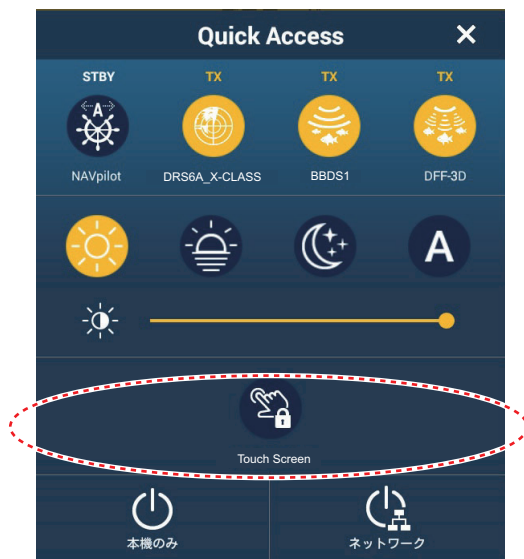 Quick Access
STBY TX TX TX
A
NAVpilot DRS6A_X-CLASS BBDS1 DFF-3D
A
Touch Screen
本機のみ ネットワーク